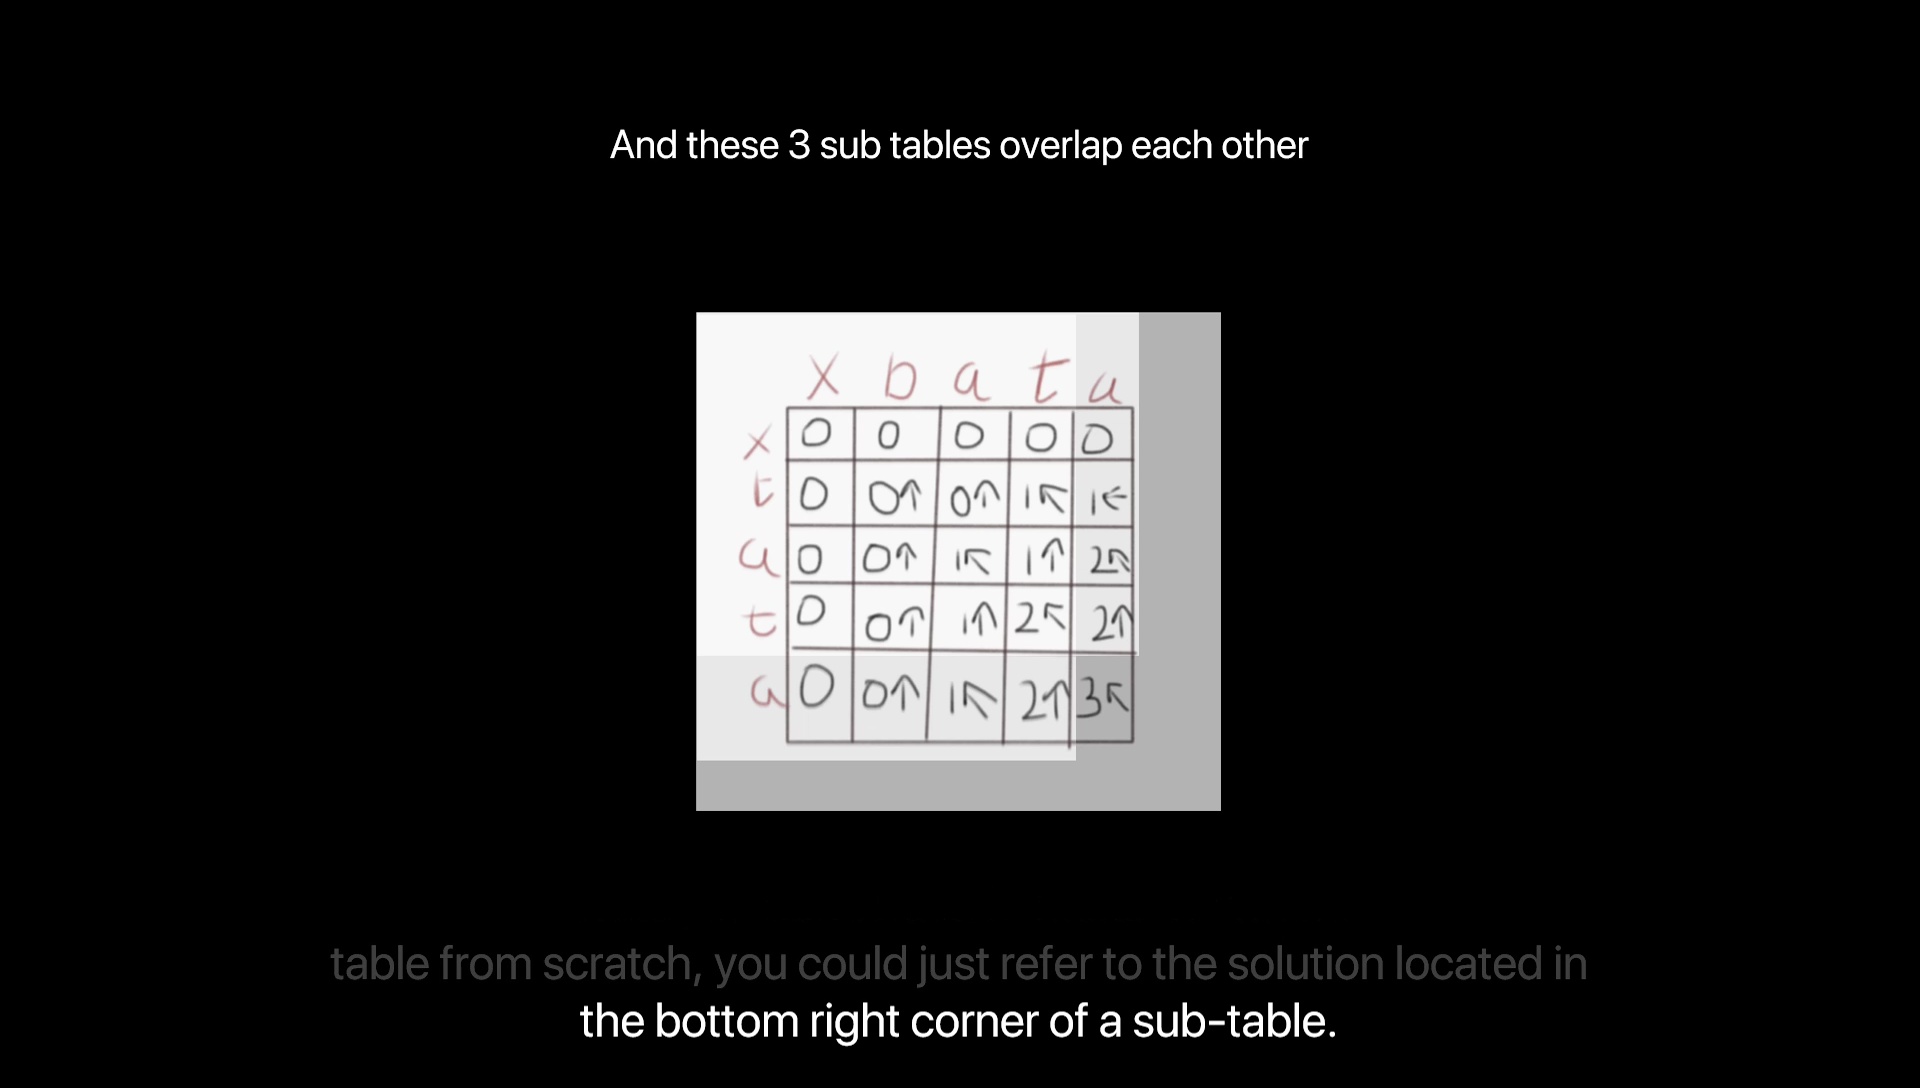 And these 3 sub tables overlap each other
x b a t a
x 0 0 0 0 0
t 0 0↑ 0↑ 1↖ 1←
a 0 0↑ 1↖ 1↑ 2↖
t 0 0↑ 1↑ 2↖ 2↑
a 0 0↑ 1↖ 2↑ 3↖
table from scratch, you could just refer to the solution located in
the bottom right corner of a sub-table.